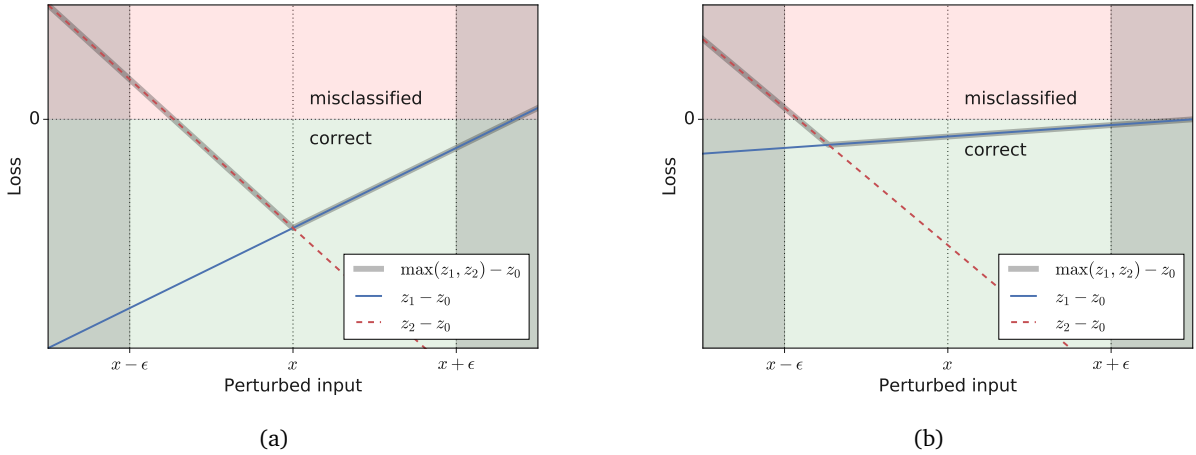 misclassified
0
correct
Loss
max(z₁, z₂) − z₀
z₁ − z₀
z₂ − z₀
x − ϵ
x
x + ϵ
Perturbed input
(a)
misclassified
0
correct
Loss
max(z₁, z₂) − z₀
z₁ − z₀
z₂ − z₀
x − ϵ
x
x + ϵ
Perturbed input
(b)